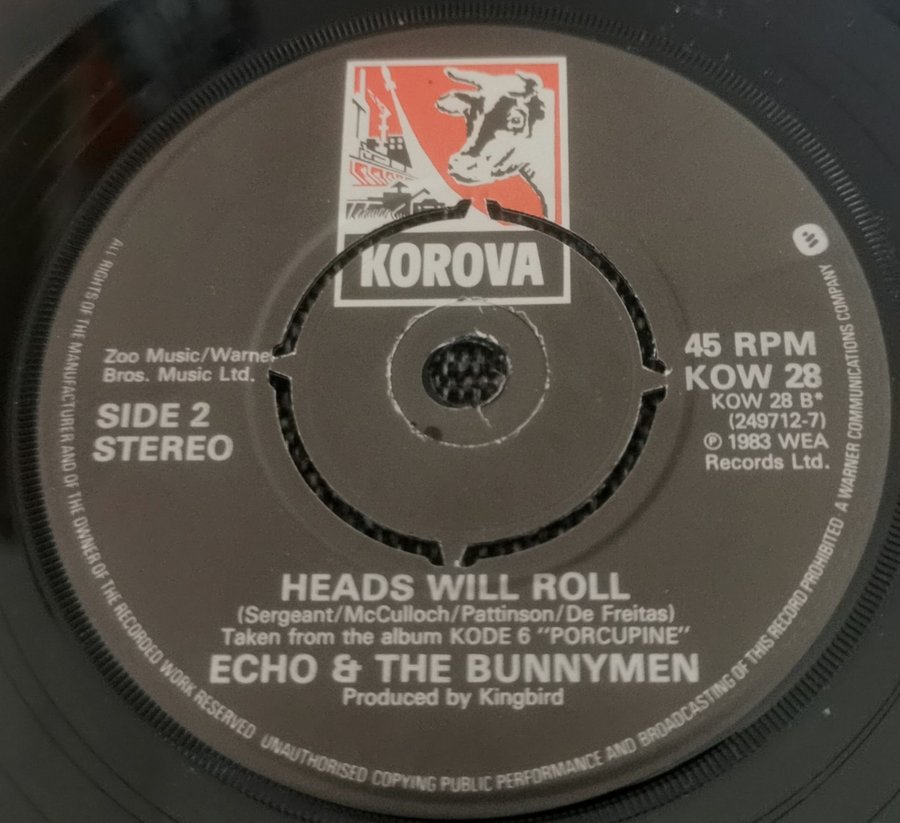 KOROVA
Zoo Music/Warne
Bros. Music Ltd.
SIDE 2
STEREO
45 RPM
KOW 28
KOW 28 B*
(249712-7)
℗ 1983 WEA
Records Ltd.
HEADS WILL ROLL
(Sergeant/McCulloch/Pattinson/De Freitas)
Taken from the album KODE 6 "PORCUPINE"
ECHO & THE BUNNYMEN
Produced by Kingbird
ALL RIGHTS OF THE MANUFACTURER AND OF THE OWNER OF THE RECORDED WORK RESERVED UNAUTHORISED COPYING PUBLIC PERFORMANCE AND BROADCASTING OF THIS RECORD PROHIBITED A WARNER COMMUNICATIONS COMPANY